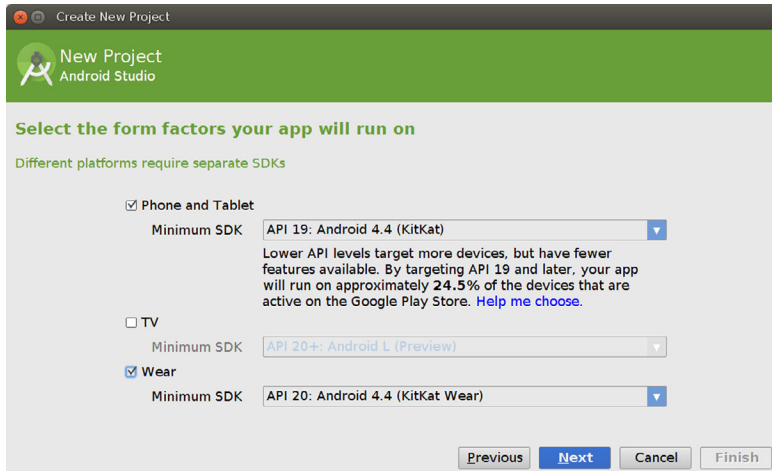 Create New Project
New Project
Android Studio
Select the form factors your app will run on
Different platforms require separate SDKs
Phone and Tablet
Minimum SDK API 19: Android 4.4 (KitKat)
Lower API levels target more devices, but have fewer
features available. By targeting API 19 and later, your app
will run on approximately 24.5% of the devices that are
active on the Google Play Store. Help me choose.
TV
Minimum SDK API 20+: Android L (Preview)
Wear
Minimum SDK API 20: Android 4.4 (KitKat Wear)
Previous Next Cancel Finish